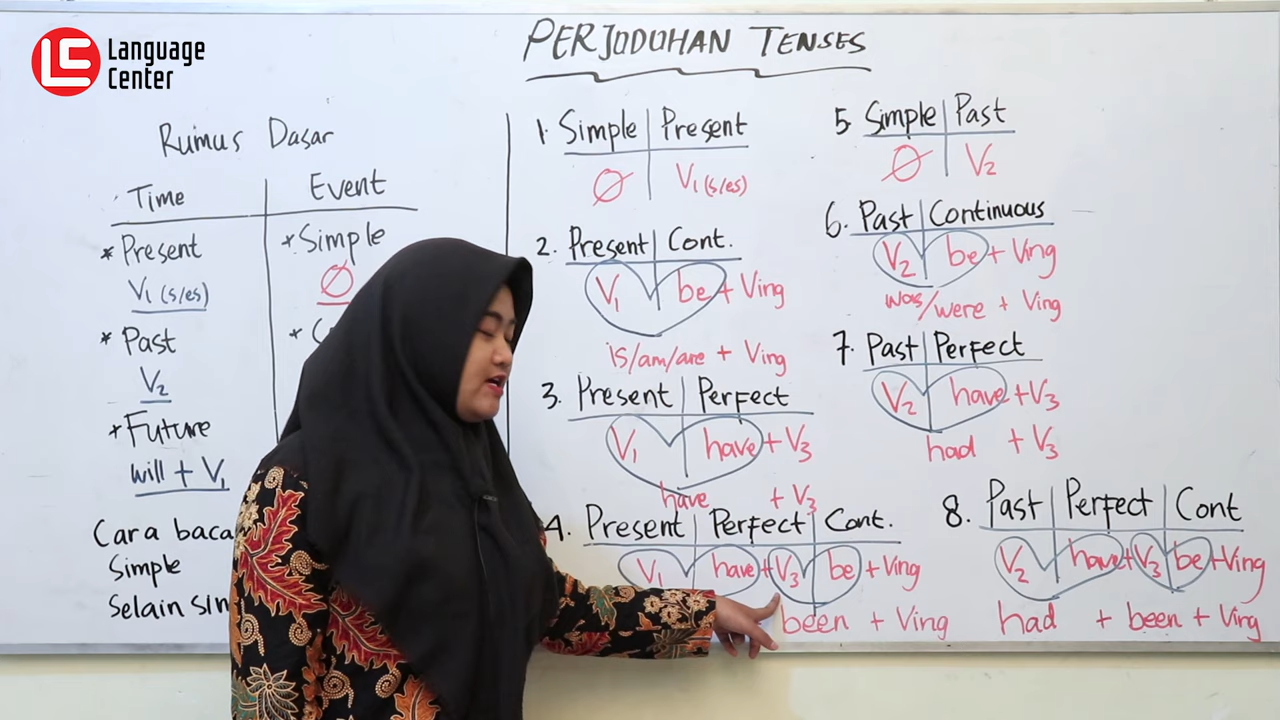 LC Language
Center
PERJODOHAN TENSES
Rumus Dasar
Time | Event
* Present
V1 (s/es)
* Past
V2
* Future
will + V1
* Simple
Ø
*
Cara baca
Simple
1. Simple | Present
Ø | V1 (s/es)
2. Present | Cont.
V1 | be + Ving
is/am/are + Ving
3. Present | Perfect
V1 | have + V3
have + V3
4. Present | Perfect | Cont.
V1 | have + V3 | be + Ving
been + Ving
5. Simple | Past
Ø | V2
6. Past | Continuous
V2 | be + Ving
was/were + Ving
7. Past | Perfect
V2 | have + V3
had + V3
8. Past | Perfect | Cont
V2 | have + V3 | be + Ving
had + been + Ving